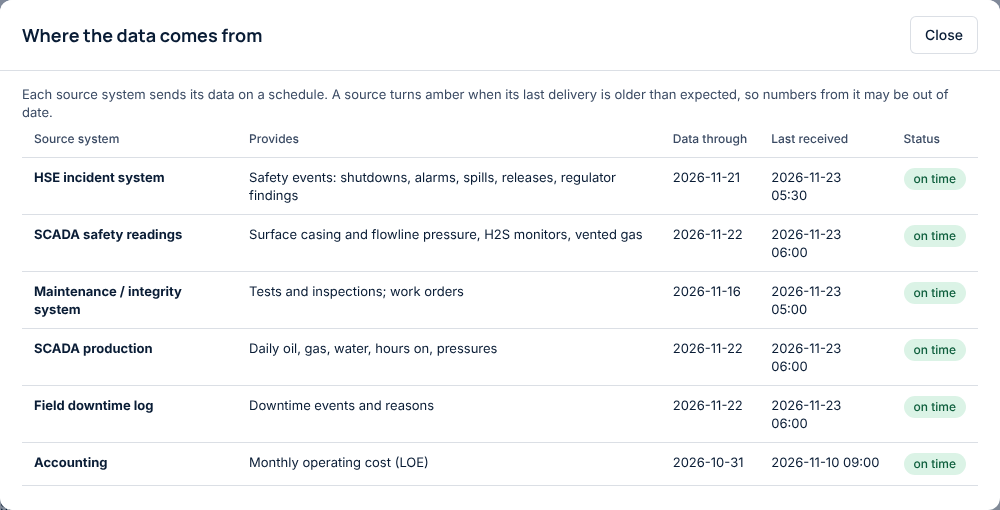 Where the data comes from
Close
Each source system sends its data on a schedule. A source turns amber when its last delivery is older than expected, so numbers from it may be out of
date.
Source system Provides Data through Last received Status
HSE incident system Safety events: shutdowns, alarms, spills, releases, regulator findings 2026-11-21 2026-11-23 05:30 on time
SCADA safety readings Surface casing and flowline pressure, H2S monitors, vented gas 2026-11-22 2026-11-23 06:00 on time
Maintenance / integrity system Tests and inspections; work orders 2026-11-16 2026-11-23 05:00 on time
SCADA production Daily oil, gas, water, hours on, pressures 2026-11-22 2026-11-23 06:00 on time
Field downtime log Downtime events and reasons 2026-11-22 2026-11-23 06:00 on time
Accounting Monthly operating cost (LOE) 2026-10-31 2026-11-10 09:00 on time